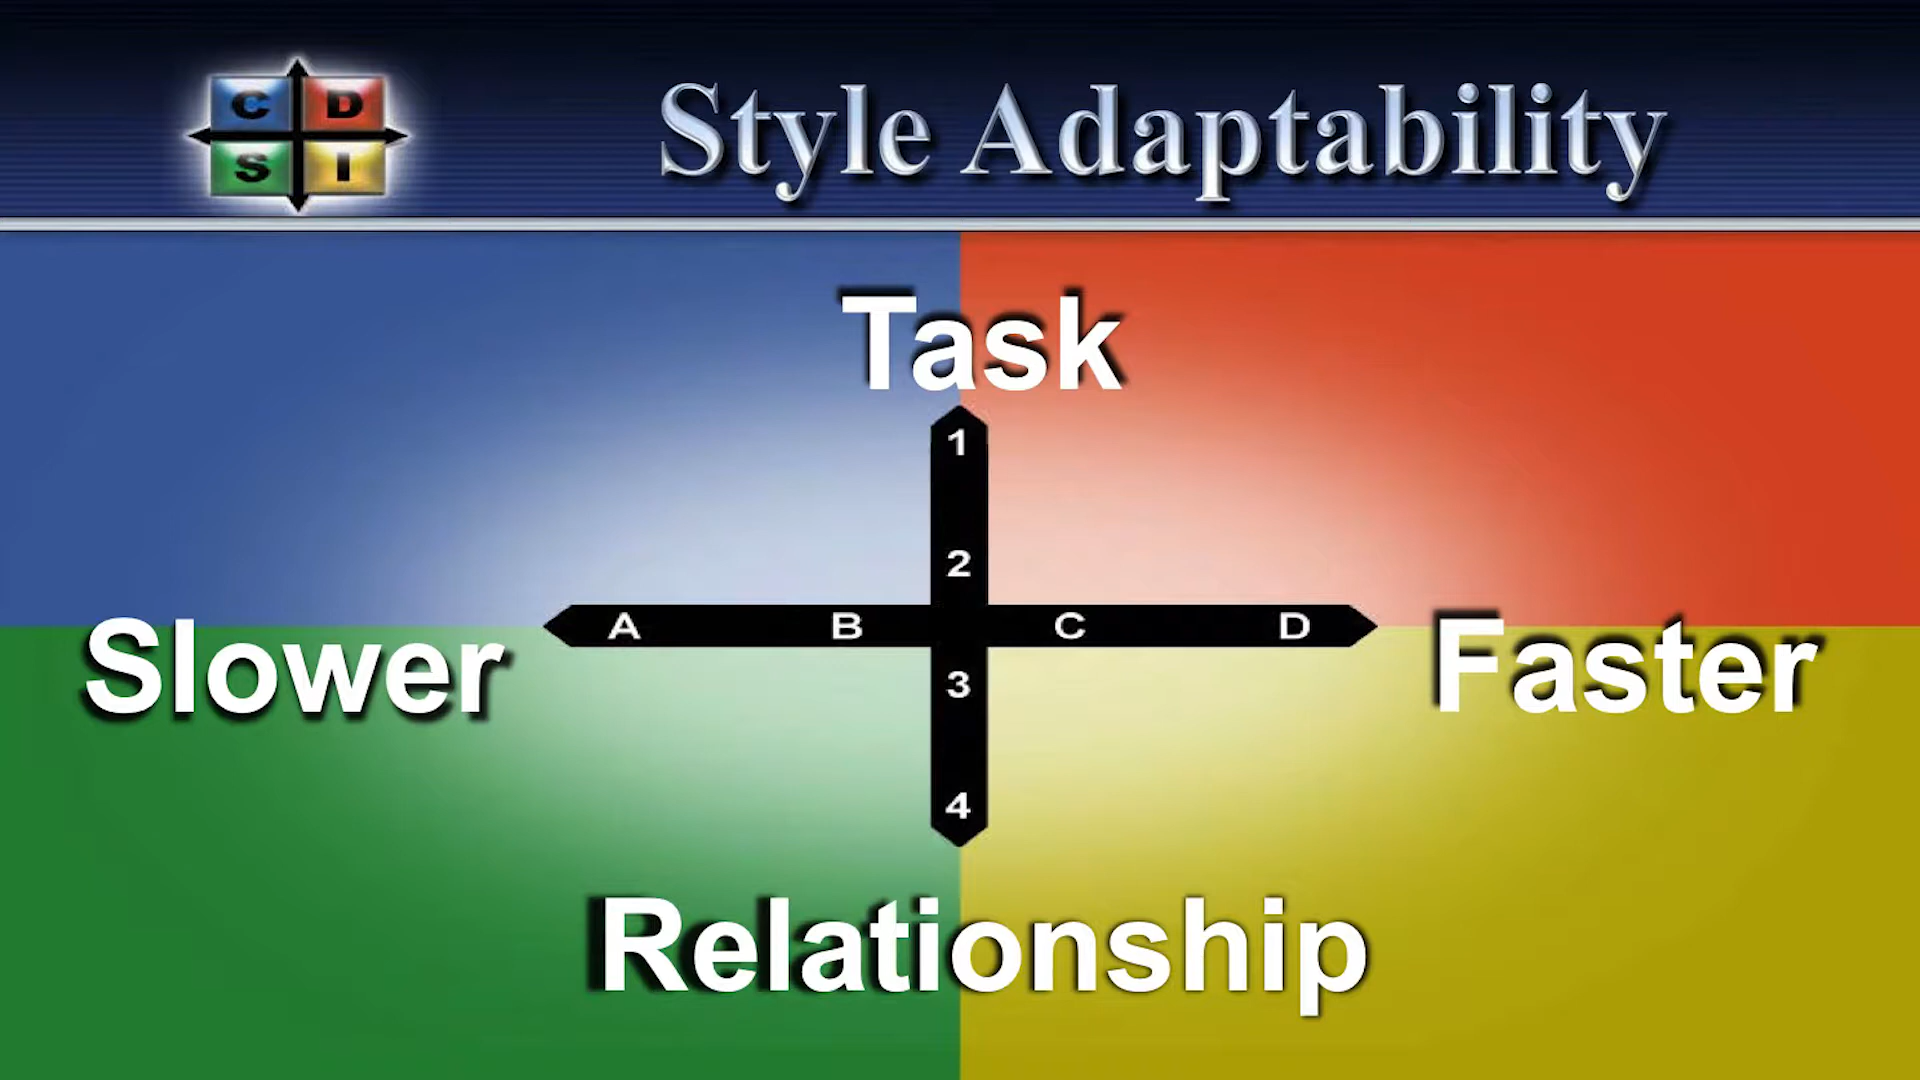 C D
S I
Style Adaptability
Task
1
2
Slower A B C D Faster
3
4
Relationship